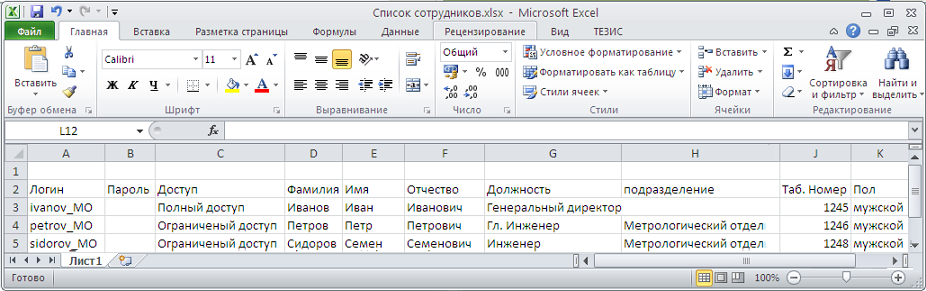 Список сотрудников.xlsx - Microsoft Excel
Файл Главная Вставка Разметка страницы Формулы Данные Рецензирование Вид ТЕЗИС
Вставить
Буфер обмена
Calibri 11 A A
Ж К Ч А
Шрифт
Выравнивание
Общий
% 000
,0 ,00 ,00 ,0
Число
Условное форматирование
Форматировать как таблицу
Стили ячеек
Стили
Вставить
Удалить
Формат
Ячейки
Σ
Сортировка и фильтр
Найти и выделить
Редактирование
L12 fx
A B C D E F G H J K
1
2 Логин Пароль Доступ Фамилия Имя Отчество Должность подразделение Таб. Номер Пол
3 ivanov_MO Полный доступ Иванов Иван Иванович Генеральный директор 1245 мужской
4 petrov_MO Ограниченый доступ Петров Петр Петрович Гл. Инженер Метрологический отдел 1246 мужской
5 sidorov_MO Ограниченый доступ Сидоров Семен Семенович Инженер Метрологический отдел 1248 мужской
Лист1
Готово 100%